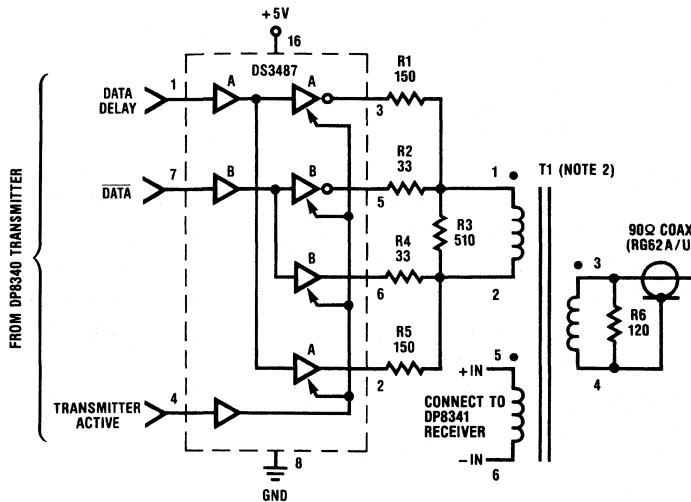 +5V
16
DS3487
DATA
DELAY
1
A
A
3
R1
150
DATA
7
B
B
5
R2
33
1
T1 (NOTE 2)
R3
510
90Ω COAX
(RG62A/U
3
B
6
R4
33
2
R6
120
4
A
2
R5
150
5
+IN
CONNECT TO
DP8341
RECEIVER
−IN
6
TRANSMITTER
ACTIVE
4
8
GND
FROM DP8340 TRANSMITTER